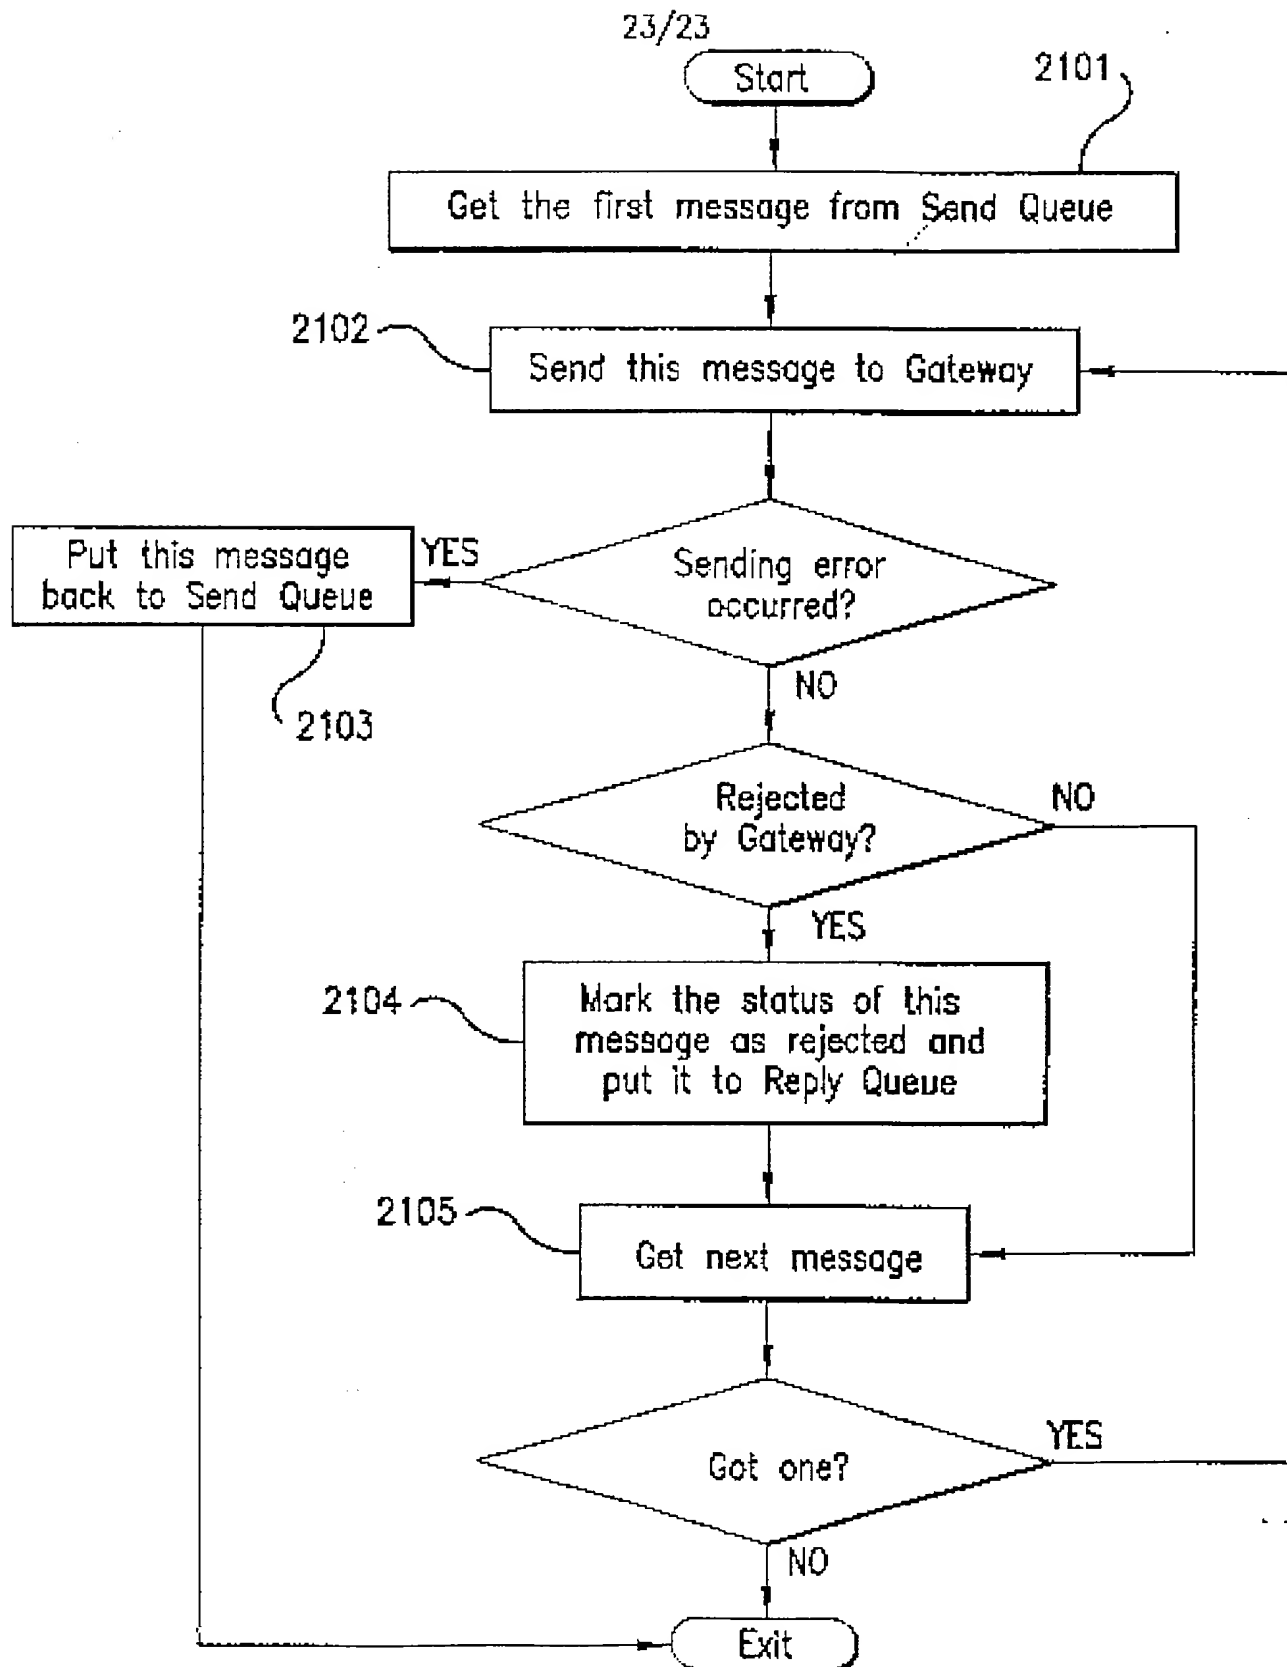 23/23
Start
2101
Get the first message from Send Queue
2102
Send this message to Gateway
Put this message
back to Send Queue
YES
Sending error
occurred?
2103
NO
Rejected
by Gateway?
NO
YES
2104
Mark the status of this
message as rejected and
put it to Reply Queue
2105
Get next message
Got one?
YES
NO
Exit